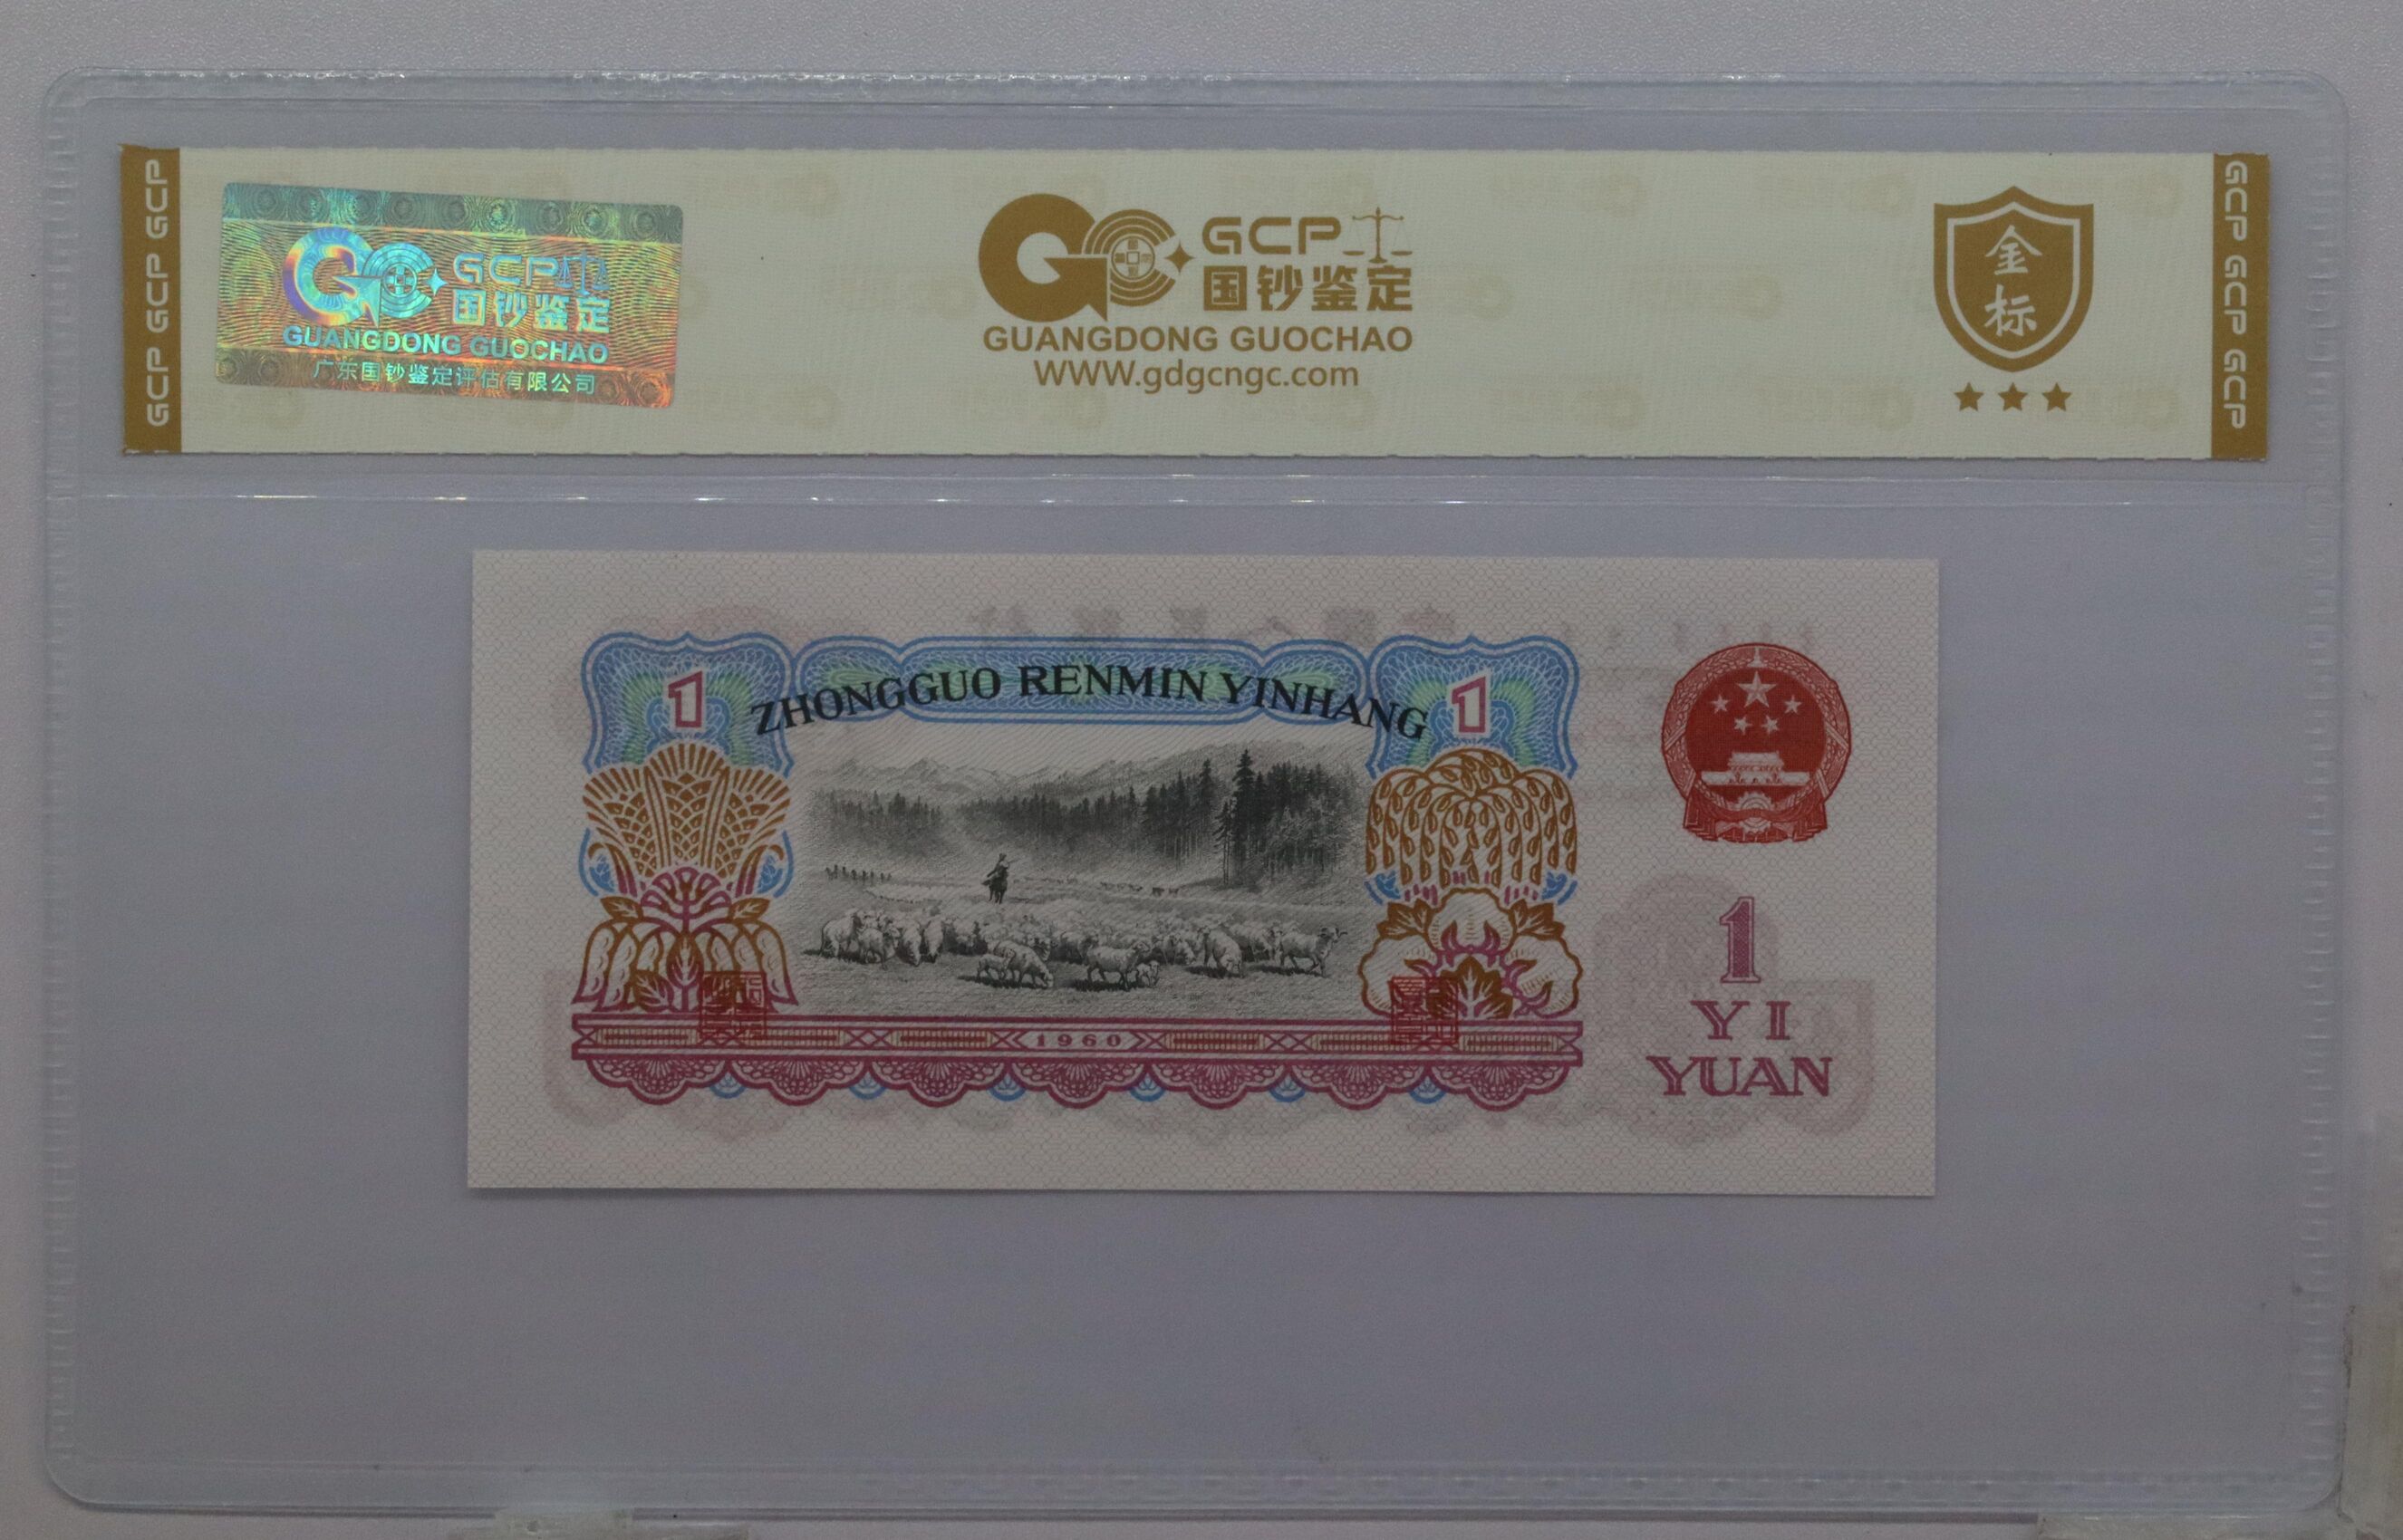 GCP GCP GCP
GCP
国钞鉴定
GUANGDONG GUOCHAO
广东国钞鉴定评估有限公司
GCP
国钞鉴定
GUANGDONG GUOCHAO
www.gdgcngc.com
金
标
GCP GCP GCP
1
ZHONGGUO RENMIN YINHANG
1
1960
1
YI
YUAN